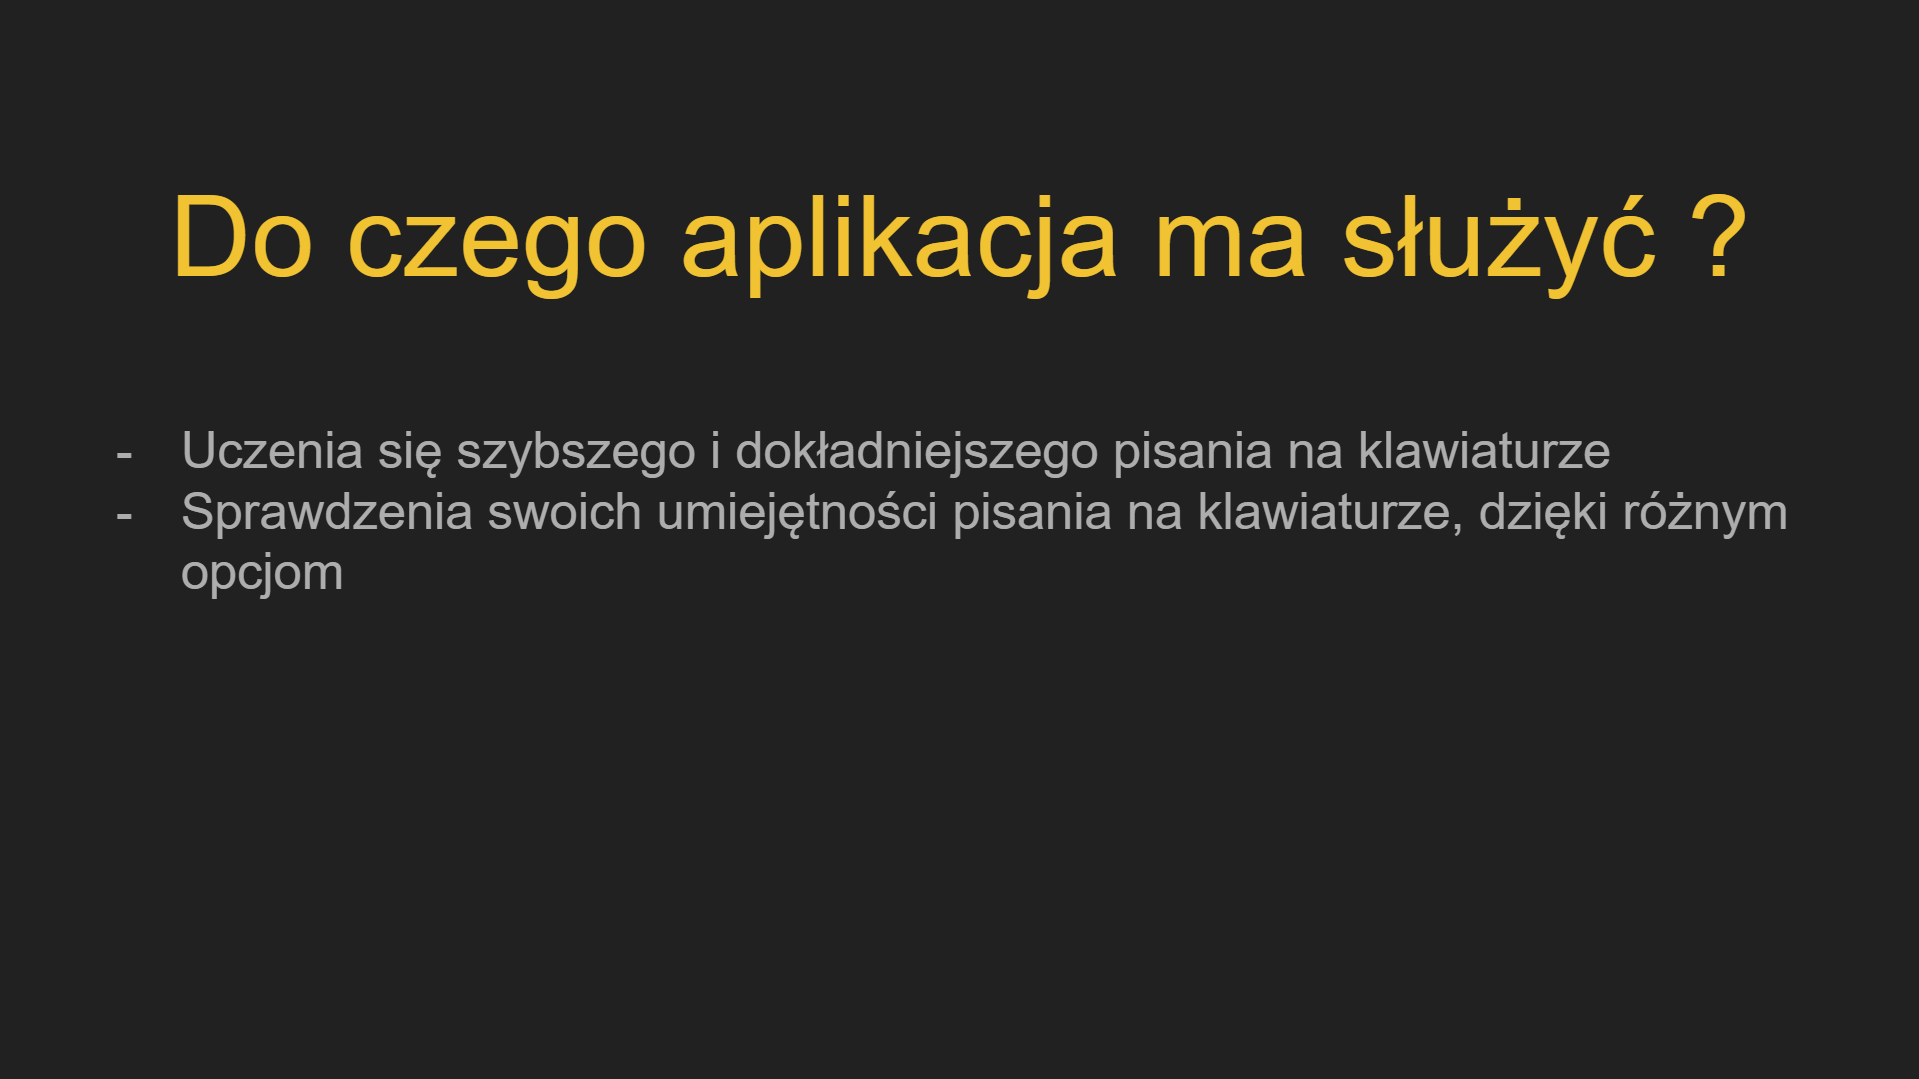 Do czego aplikacja ma służyć ?
- Uczenia się szybszego i dokładniejszego pisania na klawiaturze
- Sprawdzenia swoich umiejętności pisania na klawiaturze, dzięki różnym
opcjom